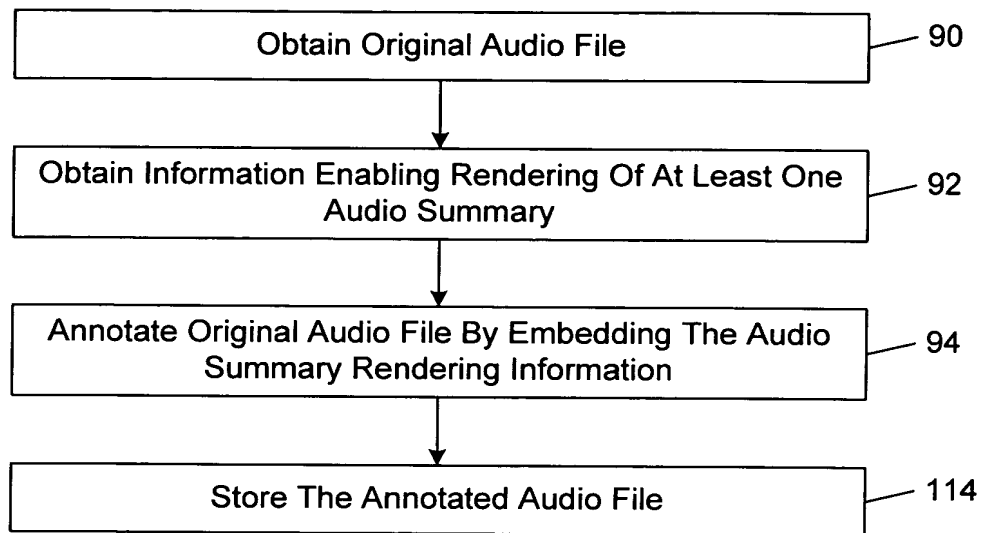 Obtain Original Audio File
90
Obtain Information Enabling Rendering Of At Least One
Audio Summary
92
Annotate Original Audio File By Embedding The Audio
Summary Rendering Information
94
Store The Annotated Audio File
114